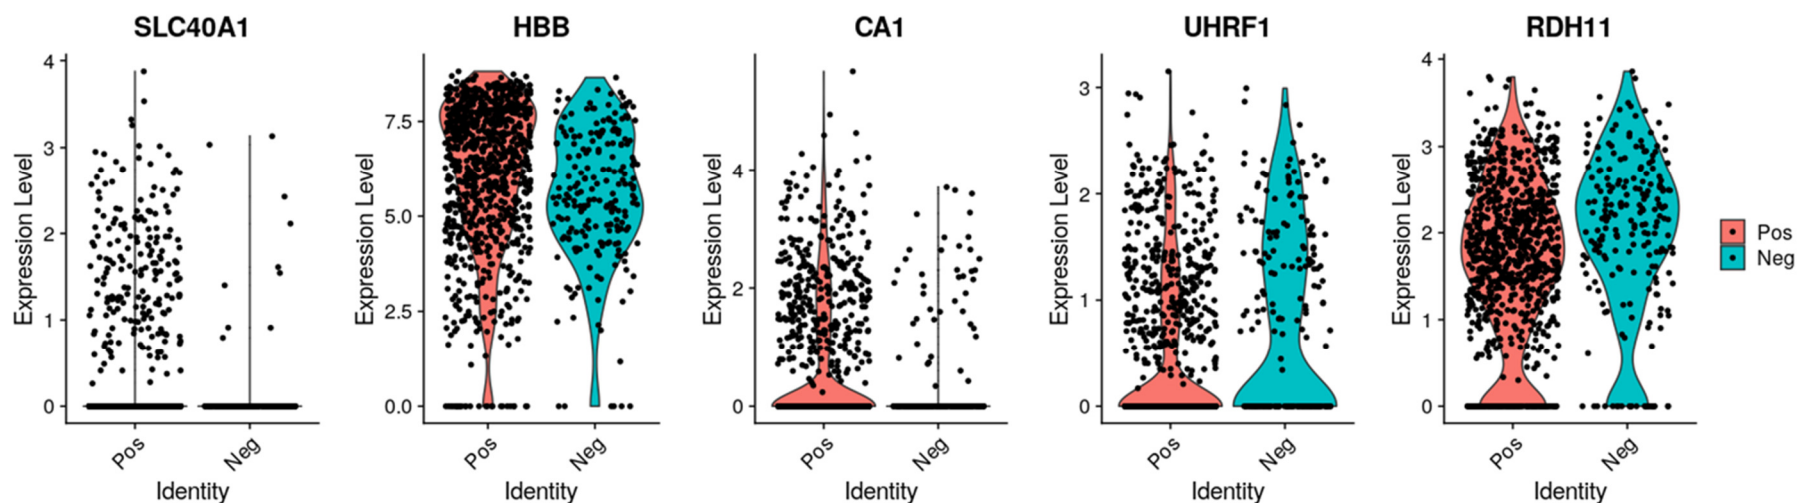 SLC40A1
Expression Level
4
3
2
1
0
Pos
Neg
Identity
HBB
Expression Level
7.5
5.0
2.5
0.0
Pos
Neg
Identity
CA1
Expression Level
4
2
0
Pos
Neg
Identity
UHRF1
Expression Level
3
2
1
0
Pos
Neg
Identity
RDH11
Expression Level
4
3
2
1
0
Pos
Neg
Identity
Pos
Neg